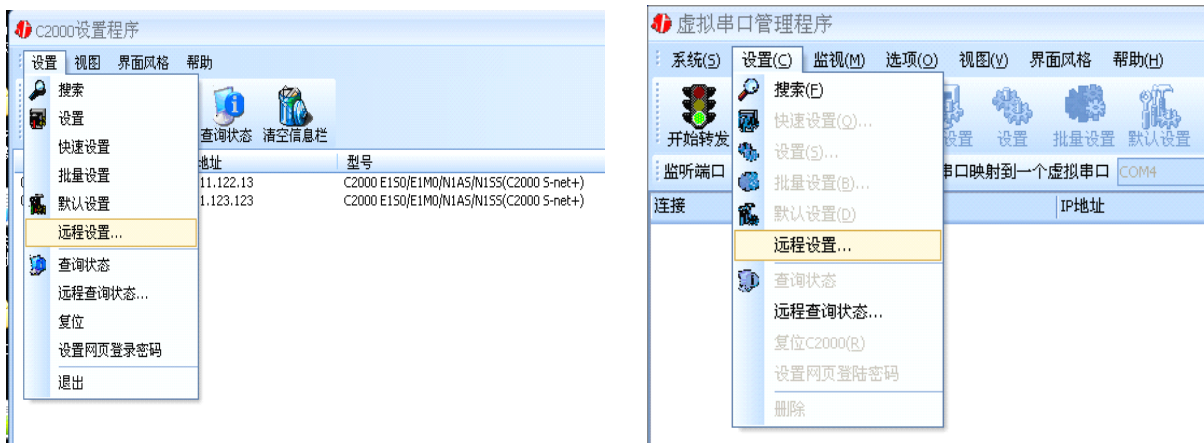 C2000设置程序
设置 视图 界面风格 帮助
搜索
设置
快速设置
批量设置
默认设置
远程设置...
查询状态
远程查询状态...
复位
设置网页登录密码
退出
查询状态 清空信息栏
地址 型号
11.122.13 C2000 E1S0/E1M0/N1AS/N1SS(C2000 S-net+)
1.123.123 C2000 E1S0/E1M0/N1AS/N1SS(C2000 S-net+)
虚拟串口管理程序
系统(S) 设置(C) 监视(M) 选项(O) 视图(V) 界面风格 帮助(H)
搜索(F)
快速设置(Q)...
设置(S)...
批量设置(B)...
默认设置(D)
远程设置...
查询状态
远程查询状态...
复位C2000(R)
设置网页登陆密码
删除
开始转发 设置 设置 批量设置 默认设置
监听端口 串口映射到一个虚拟串口 COM4
连接 IP地址